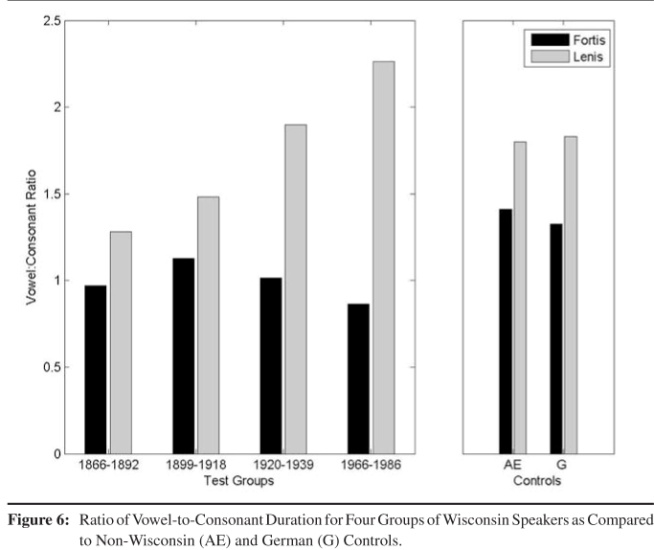 2.5
2
1.5
1
0.5
0
Vowel:Consonant Ratio
1866-1892 1899-1918 1920-1939 1966-1986
Test Groups
Fortis
Lenis
AE G
Controls
Figure 6: Ratio of Vowel-to-Consonant Duration for Four Groups of Wisconsin Speakers as Compared
to Non-Wisconsin (AE) and German (G) Controls.